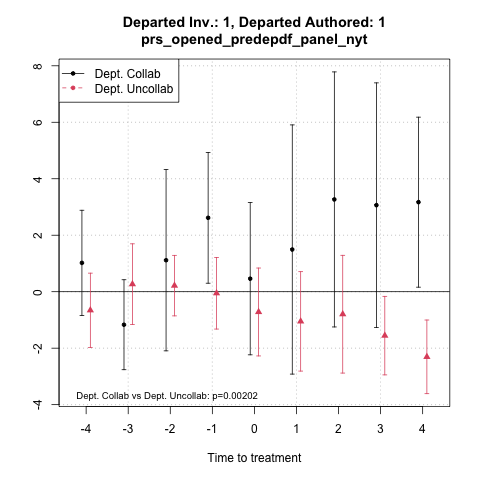 Departed Inv.: 1, Departed Authored: 1
prs_opened_predepdf_panel_nyt
Dept. Collab
Dept. Uncollab
8
6
4
2
0
-2
-4
Dept. Collab vs Dept. Uncollab: p=0.00202
-4 -3 -2 -1 0 1 2 3 4
Time to treatment